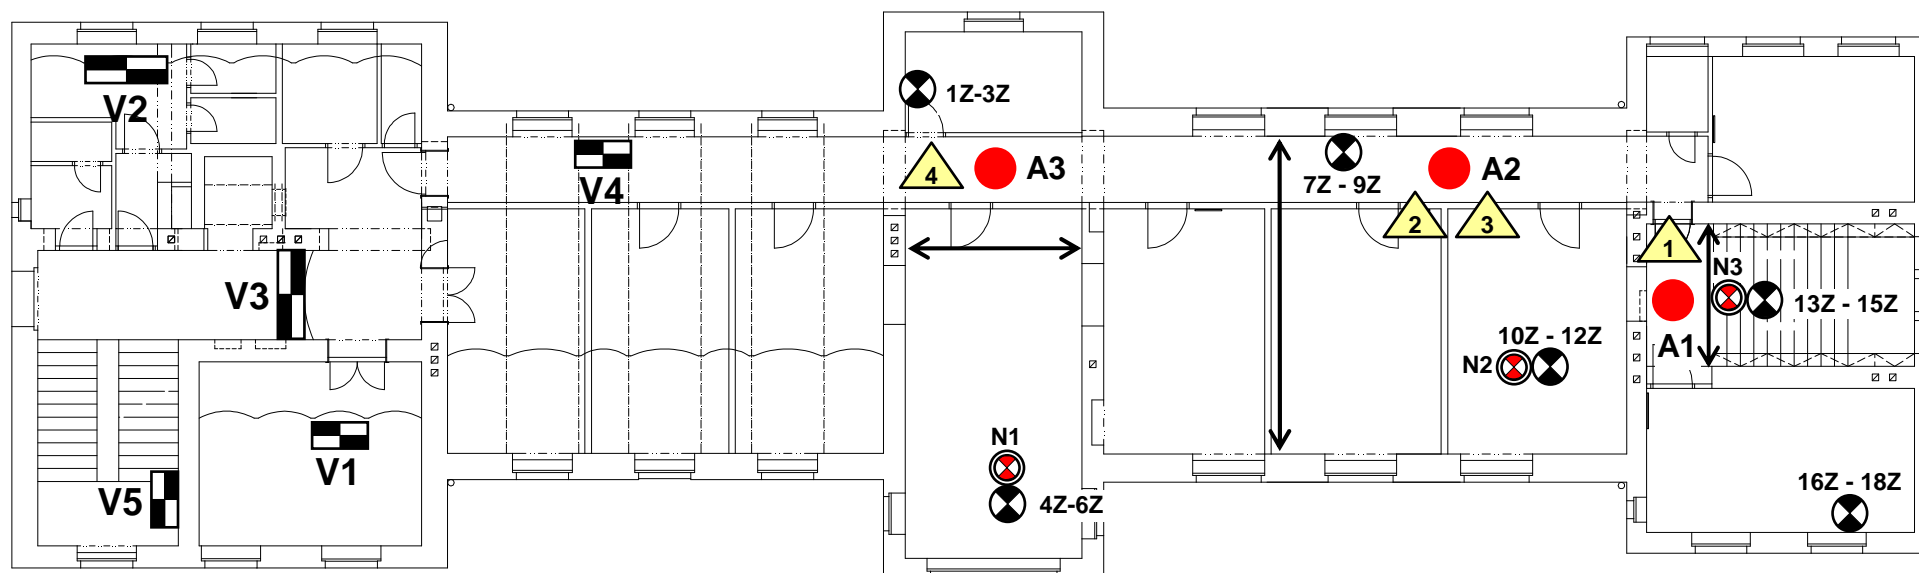 V2
1Z-3Z
V4
4
A3
7Z - 9Z
A2
2
3
1
V3
N3
13Z - 15Z
A1
10Z - 12Z
N2
V1
N1
V5
4Z-6Z
16Z - 18Z